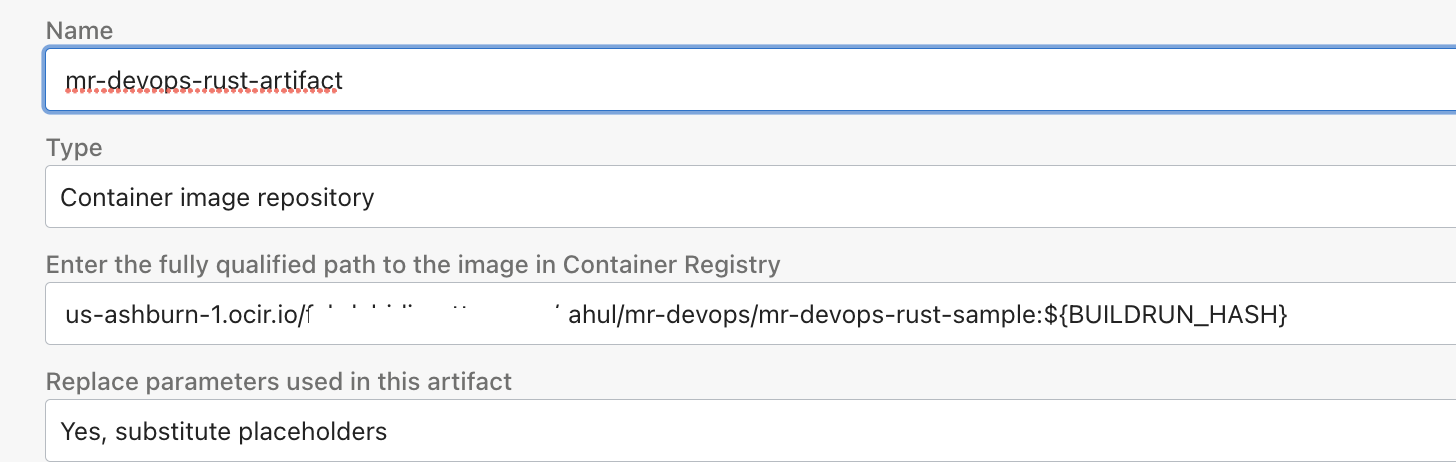 Name
mr-devops-rust-artifact
Type
Container image repository
Enter the fully qualified path to the image in Container Registry
us-ashburn-1.ocir.io/ ahul/mr-devops/mr-devops-rust-sample:${BUILDRUN_HASH}
Replace parameters used in this artifact
Yes, substitute placeholders